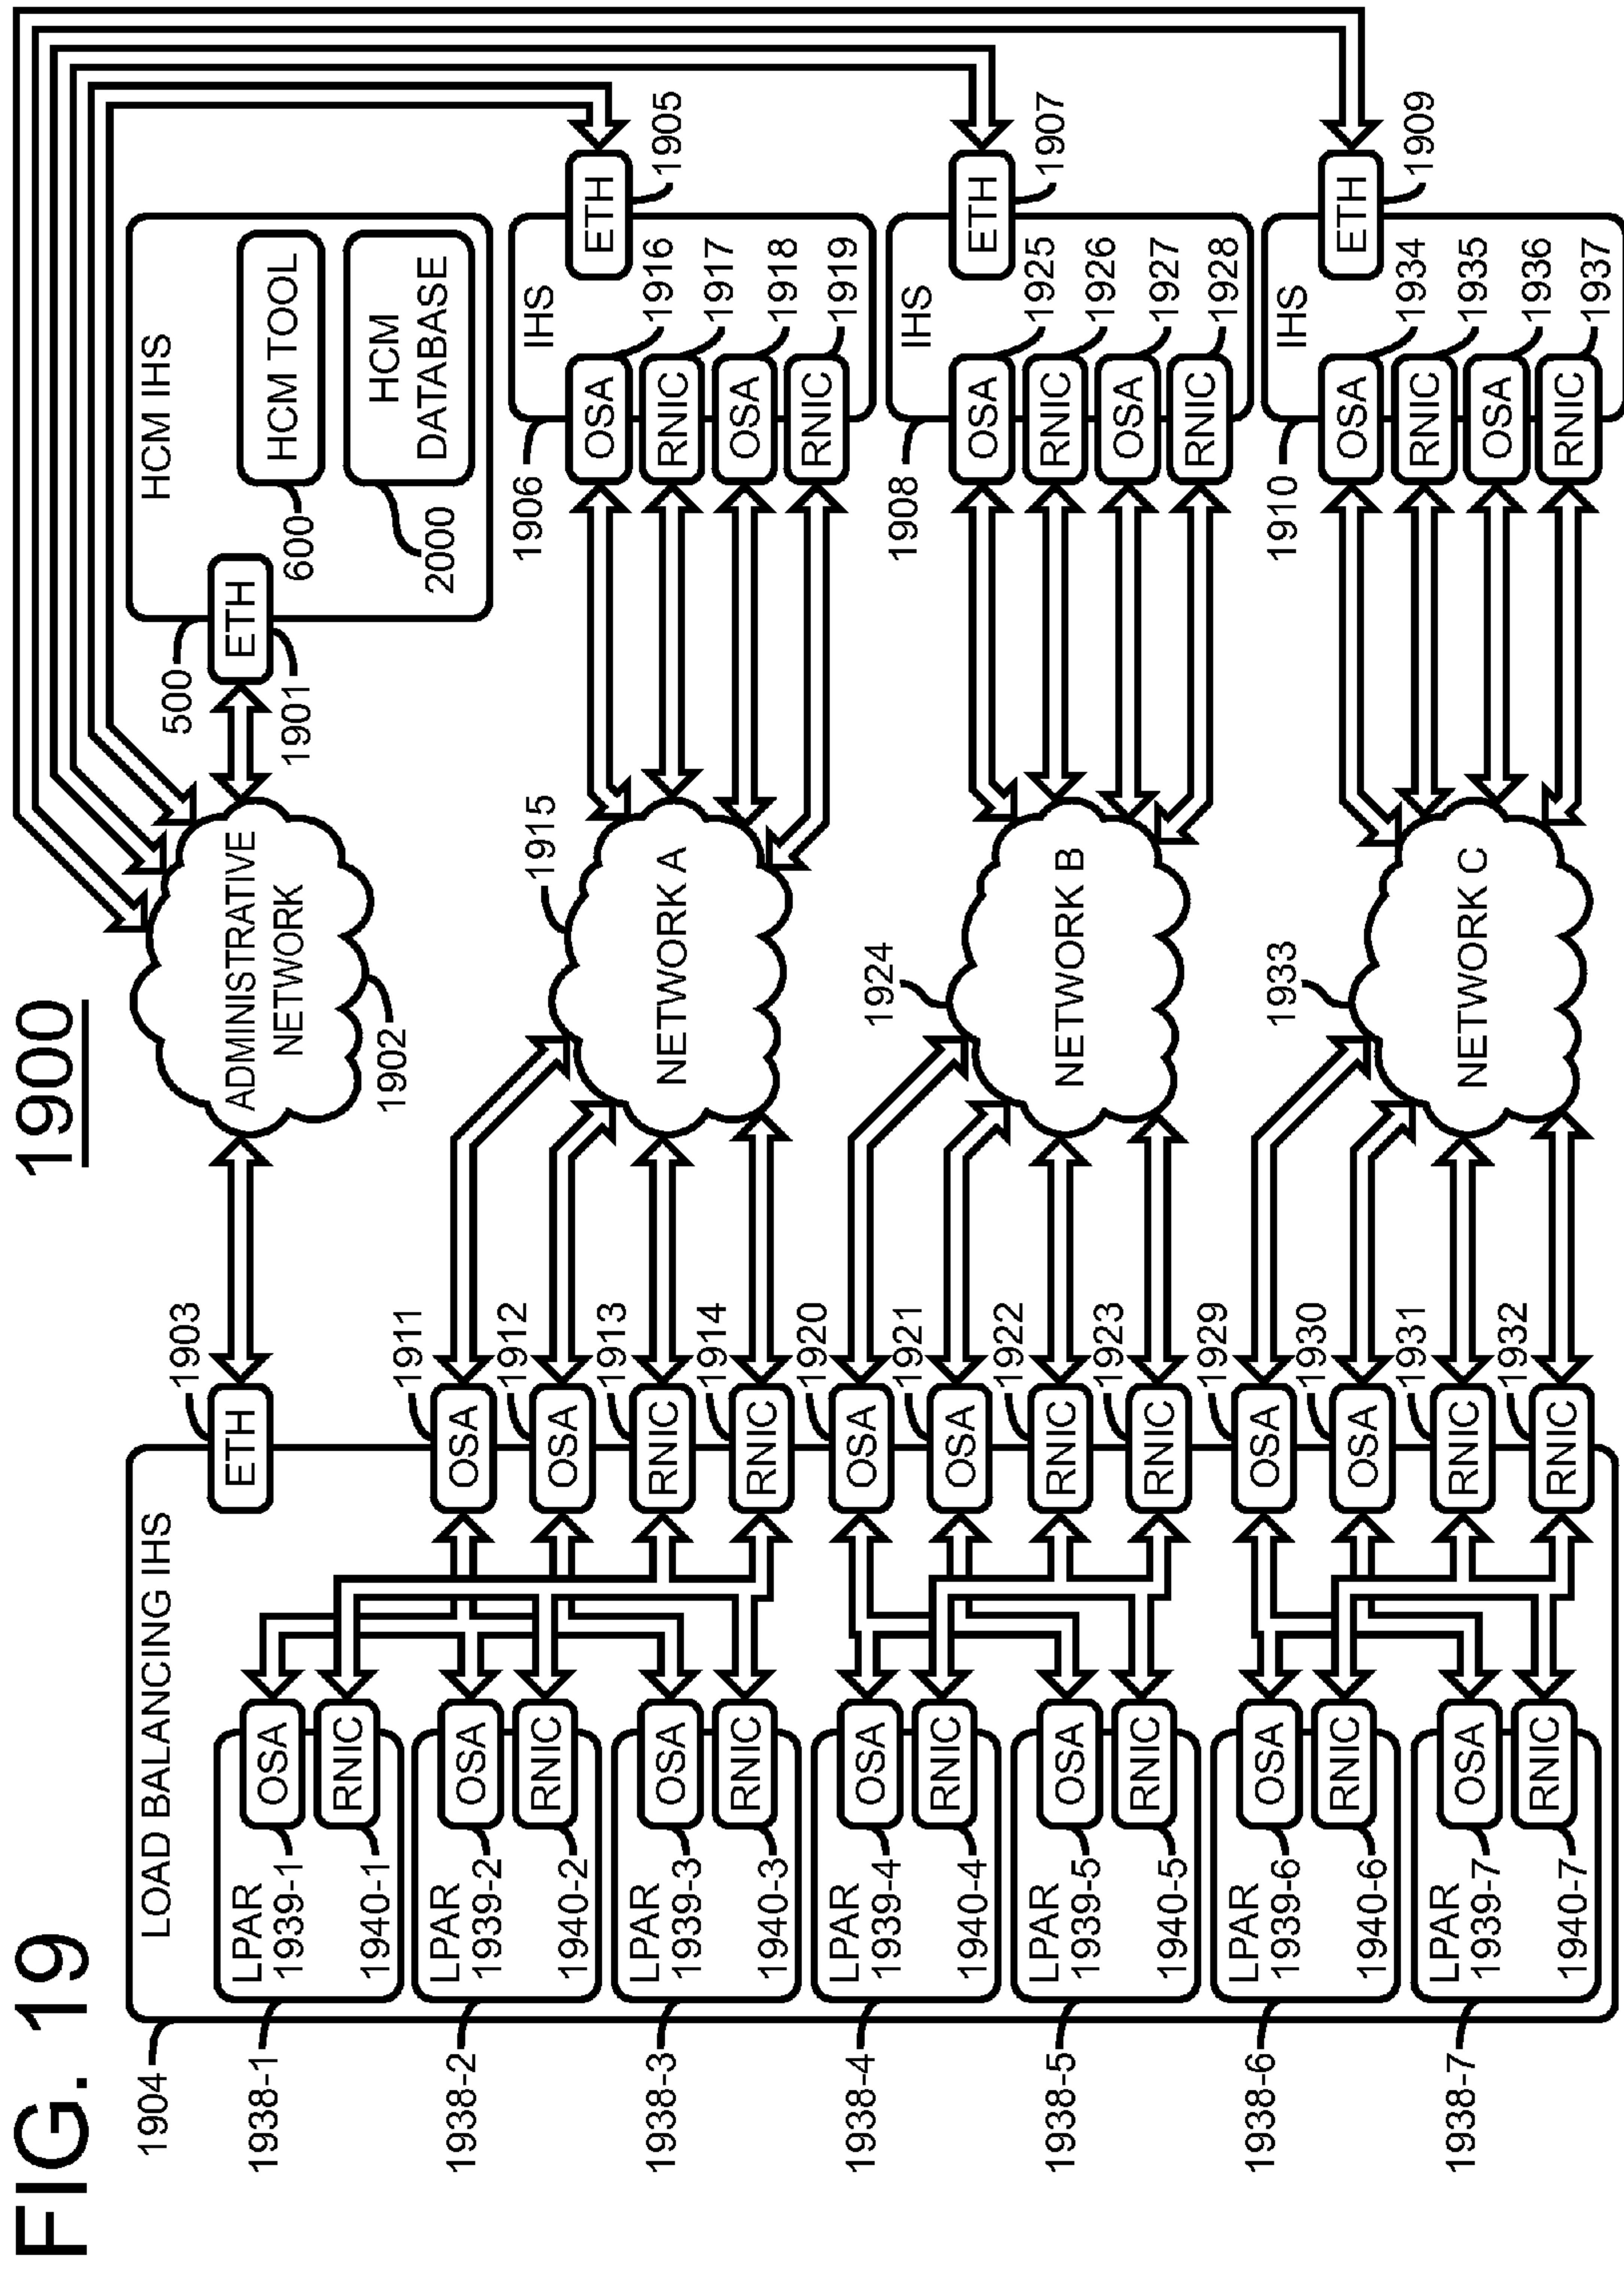 FIG. 19
1900
1904
LOAD BALANCING IHS
1903
ETH
ADMINISTRATIVE
NETWORK
1902
500
ETH
1901
HCM IHS
HCM TOOL
600
HCM
DATABASE
2000
1938-1
LPAR
1939-1
OSA
1940-1
RNIC
1938-2
LPAR
1939-2
OSA
1940-2
RNIC
1938-3
LPAR
1939-3
OSA
1940-3
RNIC
1938-4
LPAR
1939-4
OSA
1940-4
RNIC
1938-5
LPAR
1939-5
OSA
1940-5
RNIC
1938-6
LPAR
1939-6
OSA
1940-6
RNIC
1938-7
LPAR
1939-7
OSA
1940-7
RNIC
1911
OSA
1912
OSA
1913
RNIC
1914
RNIC
1920
OSA
1921
OSA
1922
RNIC
1923
RNIC
1929
OSA
1930
OSA
1931
RNIC
1932
RNIC
1915
NETWORK A
1924
NETWORK B
1933
NETWORK C
1906
IHS
ETH
1905
OSA
1916
RNIC
1917
OSA
1918
RNIC
1919
1908
IHS
ETH
1907
OSA
1925
RNIC
1926
OSA
1927
RNIC
1928
1910
IHS
ETH
1909
OSA
1934
RNIC
1935
OSA
1936
RNIC
1937